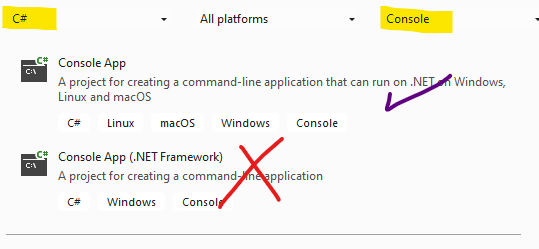 C# All platforms Console
C#
Console App
C:\
A project for creating a command-line application that can run on .NET on Windows,
Linux and macOS
C# Linux macOS Windows Console
C#
Console App (.NET Framework)
C:\
A project for creating a command-line application
C# Windows Console